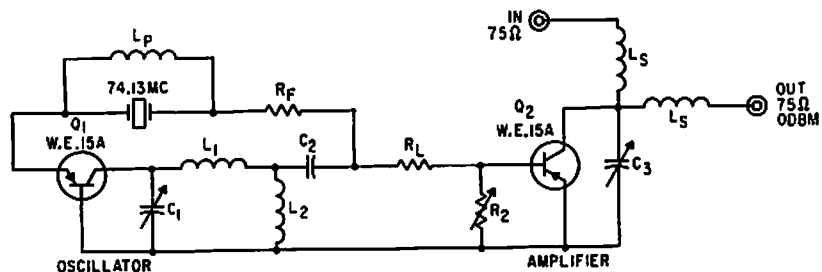 IN
75Ω
LP
LS
74.13MC
RF
OUT
75Ω
0DBM
Q1
W.E.15A
Q2
W.E.15A
LS
L1
C2
RL
C3
C1
L2
R2
OSCILLATOR
AMPLIFIER